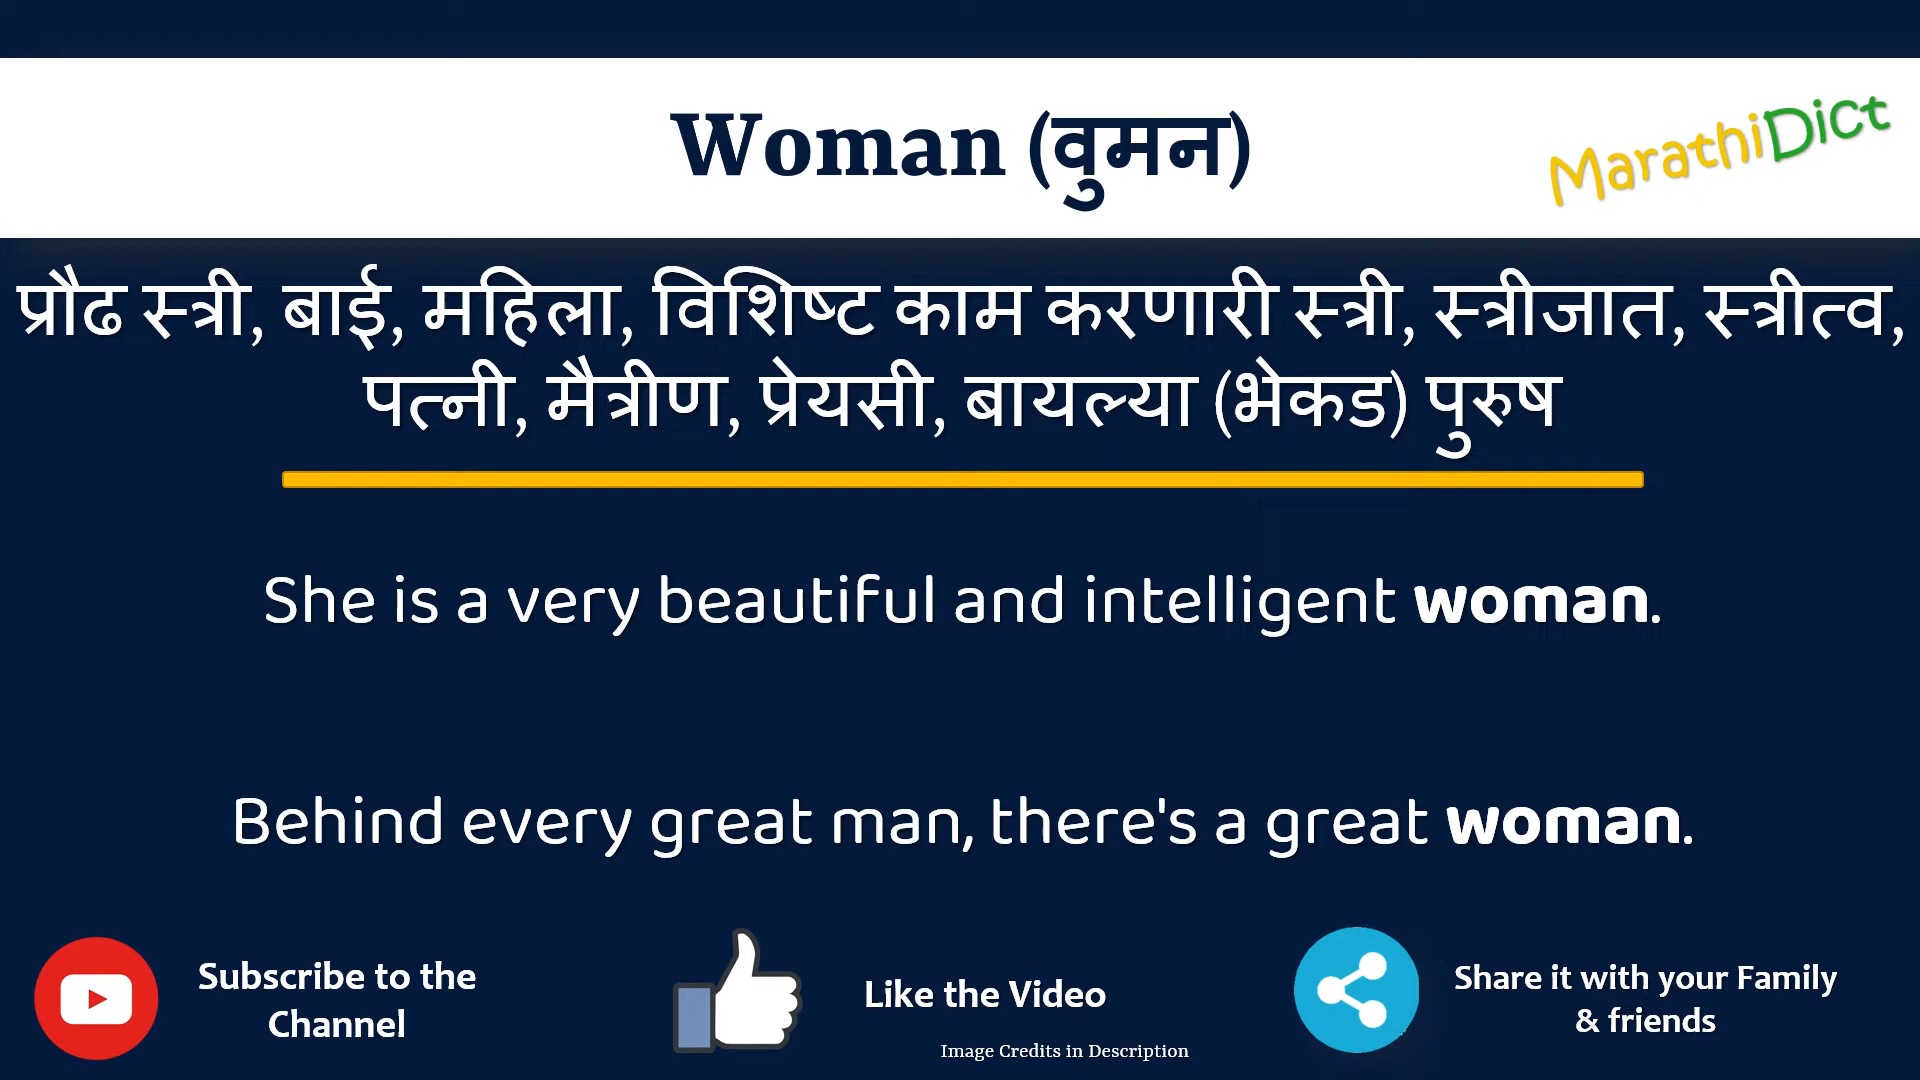 Woman (वुमन)
MarathiDict
प्रौढ स्त्री, बाई, महिला, विशिष्ट काम करणारी स्त्री, स्त्रीजात, स्त्रीत्व,
पत्नी, मैत्रीण, प्रेयसी, बायल्या (भेकड) पुरुष
She is a very beautiful and intelligent woman.
Behind every great man, there's a great woman.
Subscribe to the
Channel
Like the Video
Share it with your Family
& friends
Image Credits in Description